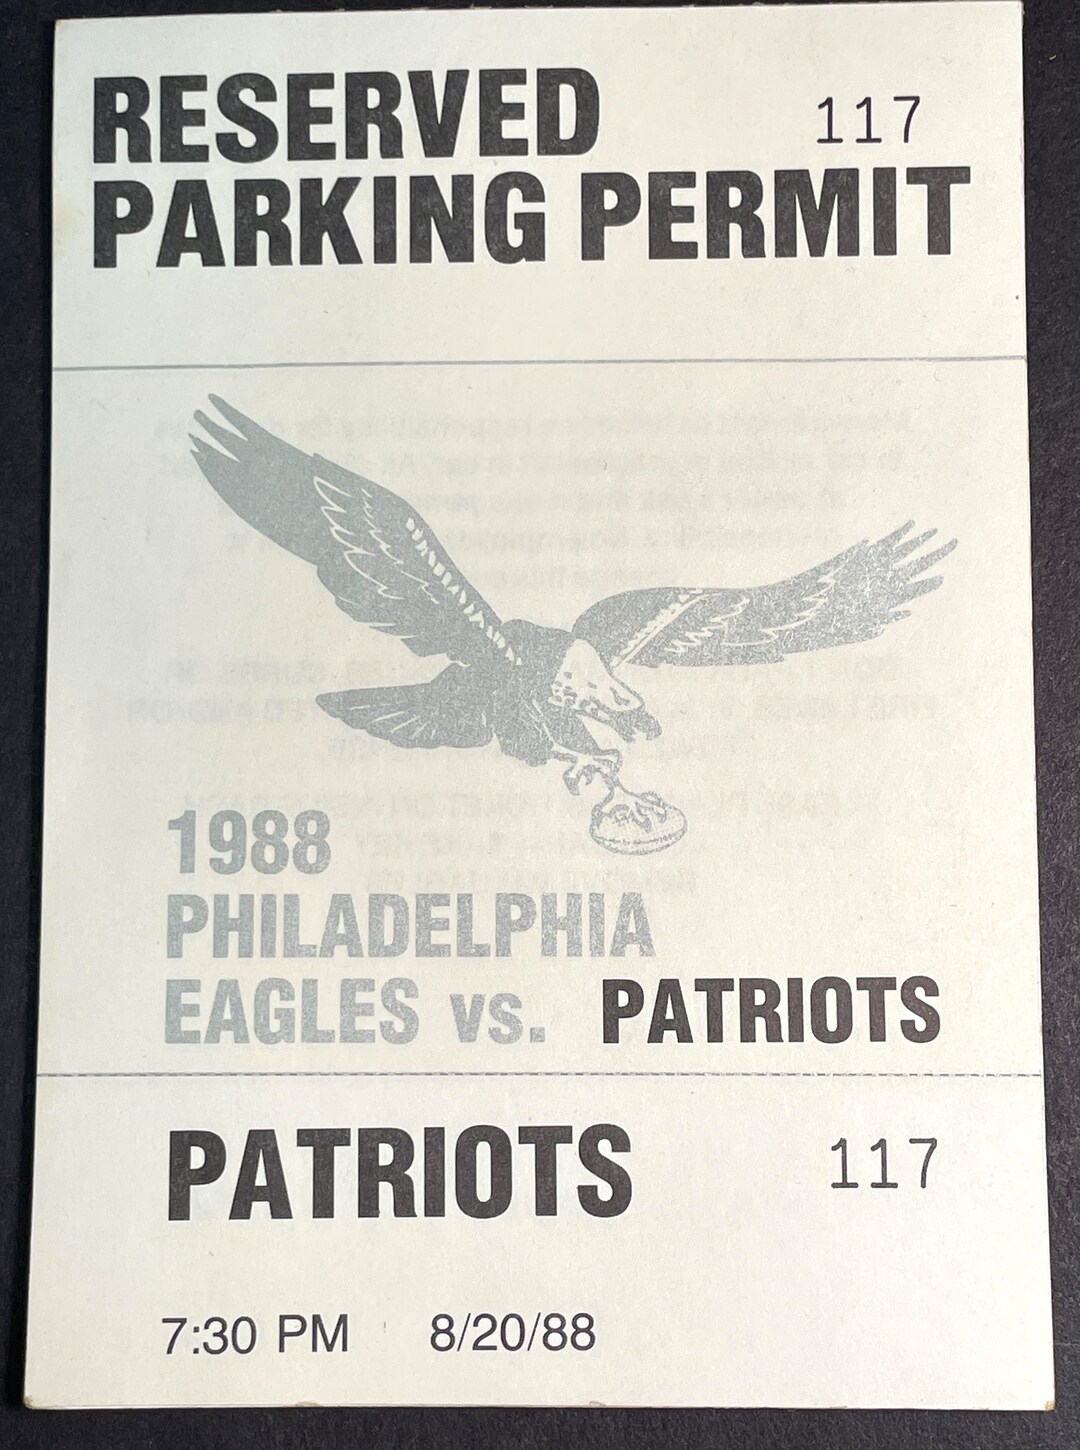 RESERVED 117
PARKING PERMIT
1988
PHILADELPHIA
EAGLES vs. PATRIOTS
PATRIOTS 117
7:30 PM 8/20/88